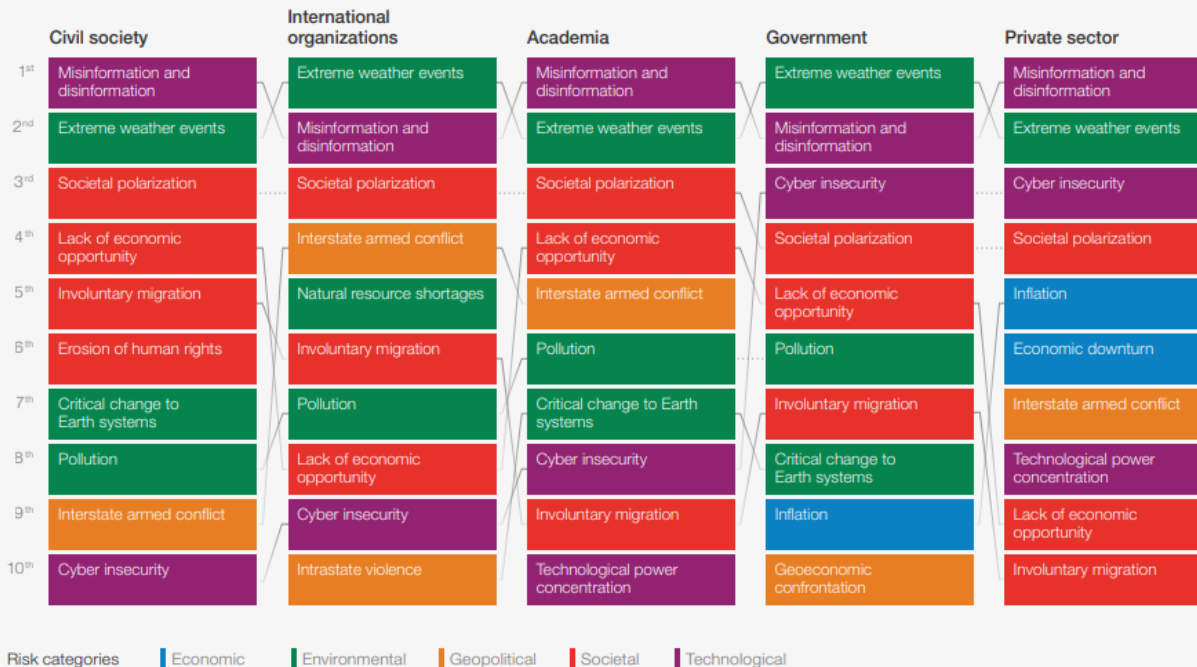 Civil society
International
organizations
Academia
Government
Private sector
1st
Misinformation and
disinformation
Extreme weather events
Misinformation and
disinformation
Extreme weather events
Misinformation and
disinformation
2nd
Extreme weather events
Misinformation and
disinformation
Extreme weather events
Misinformation and
disinformation
Extreme weather events
3rd
Societal polarization
Societal polarization
Societal polarization
Cyber insecurity
Cyber insecurity
4th
Lack of economic
opportunity
Interstate armed conflict
Lack of economic
opportunity
Societal polarization
Societal polarization
5th
Involuntary migration
Natural resource shortages
Interstate armed conflict
Lack of economic
opportunity
Inflation
6th
Erosion of human rights
Involuntary migration
Pollution
Pollution
Economic downturn
7th
Critical change to
Earth systems
Pollution
Critical change to Earth
systems
Involuntary migration
Interstate armed conflict
8th
Pollution
Lack of economic
opportunity
Cyber insecurity
Critical change to
Earth systems
Technological power
concentration
9th
Interstate armed conflict
Cyber insecurity
Involuntary migration
Inflation
Lack of economic
opportunity
10th
Cyber insecurity
Intrastate violence
Technological power
concentration
Geoeconomic
confrontation
Involuntary migration
Risk categories
Economic
Environmental
Geopolitical
Societal
Technological